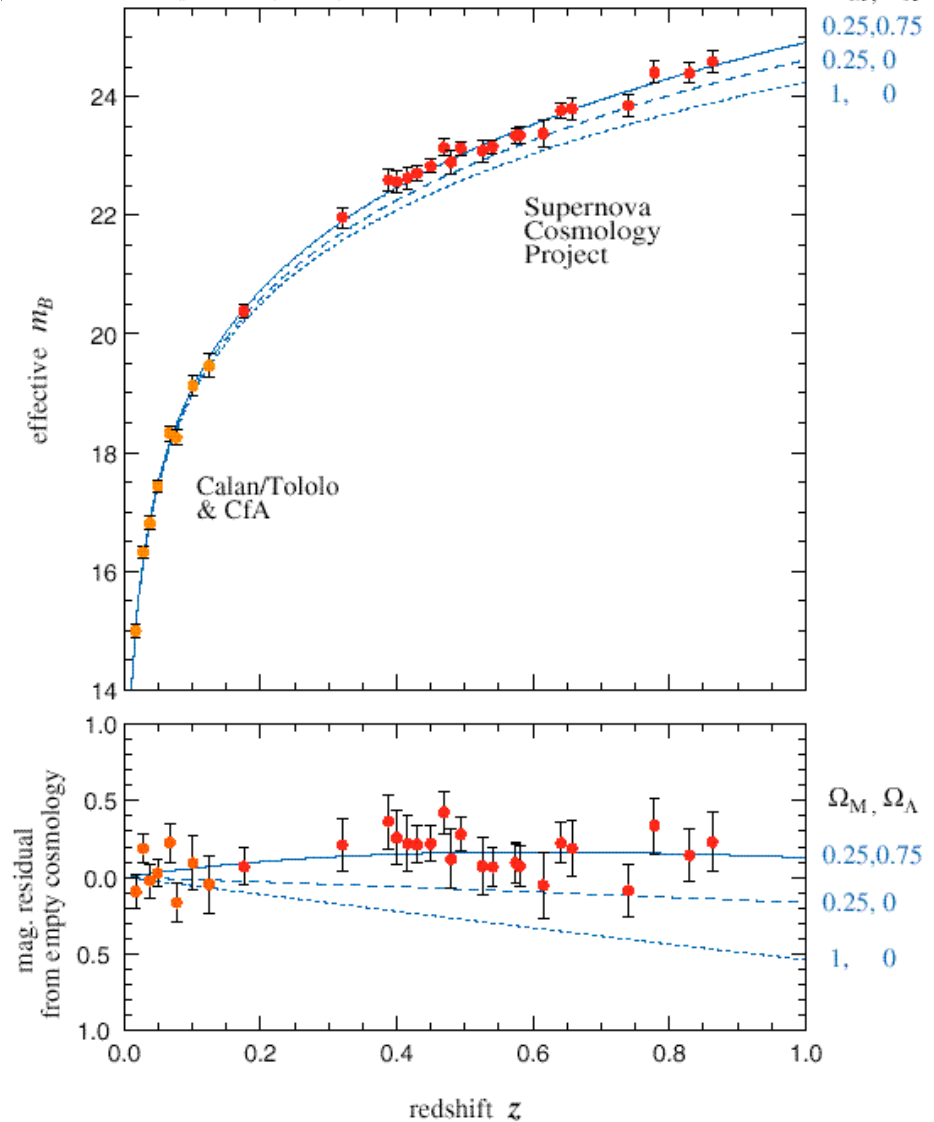 0.25,0.75
0.25, 0
1, 0
24
22
20
18
16
14
effective m_B
Supernova
Cosmology
Project
Calan/Tololo
& CfA
1.0
0.5
0.0
0.5
1.0
mag. residual
from empty cosmology
Ω_M , Ω_Λ
0.25,0.75
0.25, 0
1, 0
0.0 0.2 0.4 0.6 0.8 1.0
redshift z